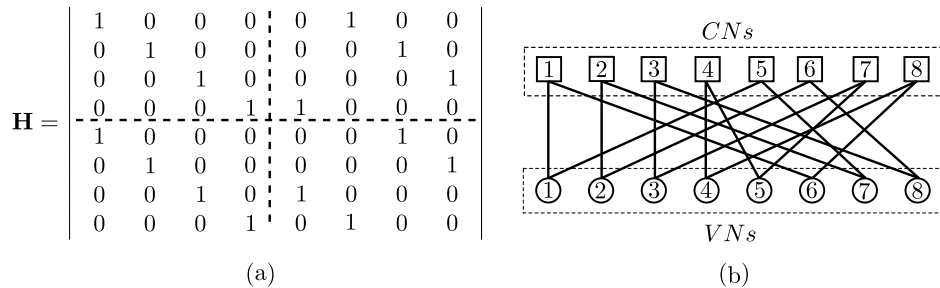 1 0 0 0 0 1 0 0
0 1 0 0 0 0 1 0
0 0 1 0 0 0 0 1
0 0 0 1 1 0 0 0
H =
1 0 0 0 0 0 1 0
0 1 0 0 0 0 0 1
0 0 1 0 1 0 0 0
0 0 0 1 0 1 0 0
(a)
CNs
1 2 3 4 5 6 7 8
1 2 3 4 5 6 7 8
VNs
(b)